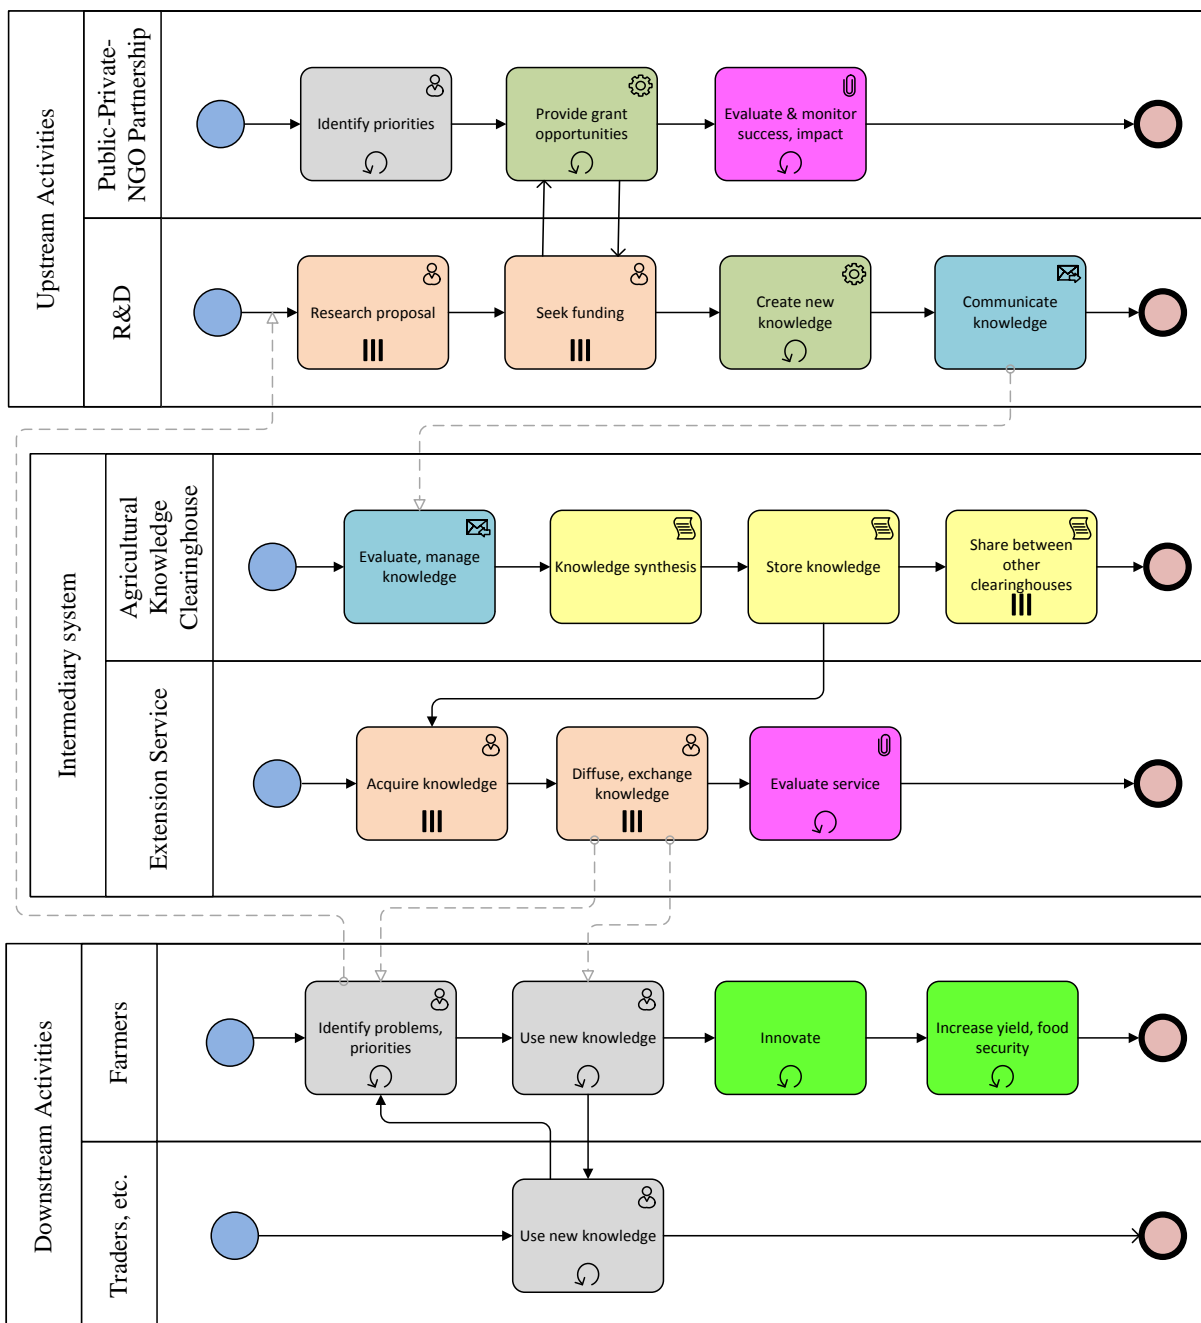 Upstream Activities
Public-Private-
NGO Partnership
Identify priorities
Provide grant
opportunities
Evaluate & monitor
success, impact
R&D
Research proposal
Seek funding
Create new
knowledge
Communicate
knowledge
Intermediary system
Agricultural
Knowledge
Clearinghouse
Evaluate, manage
knowledge
Knowledge synthesis
Store knowledge
Share between
other
clearinghouses
Extension Service
Acquire knowledge
Diffuse, exchange
knowledge
Evaluate service
Downstream Activities
Farmers
Identify problems,
priorities
Use new knowledge
Innovate
Increase yield, food
security
Traders, etc.
Use new knowledge